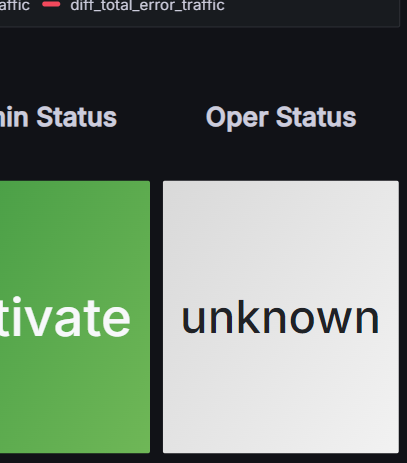 affic diff_total_error_traffic
in Status Oper Status
tivate unknown